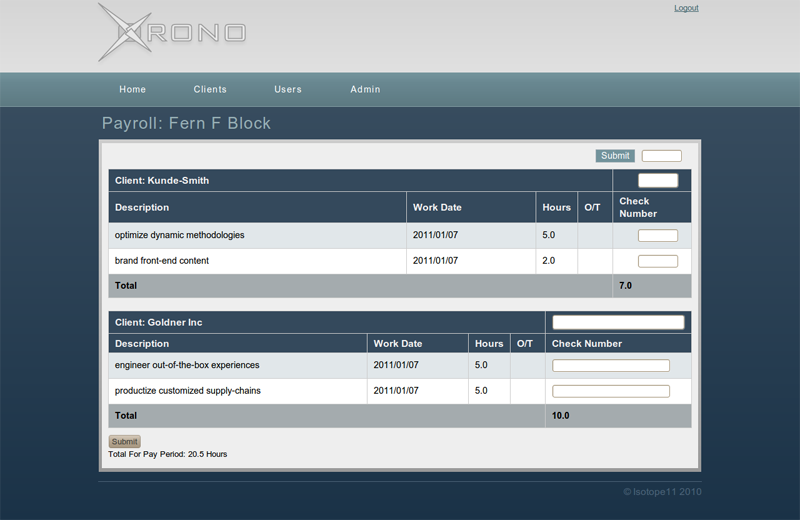 XRONO
Logout
Home Clients Users Admin
Payroll: Fern F Block
Submit
Client: Kunde-Smith
Description Work Date Hours O/T Check Number
optimize dynamic methodologies 2011/01/07 5.0
brand front-end content 2011/01/07 2.0
Total 7.0
Client: Goldner Inc
Description Work Date Hours O/T Check Number
engineer out-of-the-box experiences 2011/01/07 5.0
productize customized supply-chains 2011/01/07 5.0
Total 10.0
Submit
Total For Pay Period: 20.5 Hours
© Isotope11 2010